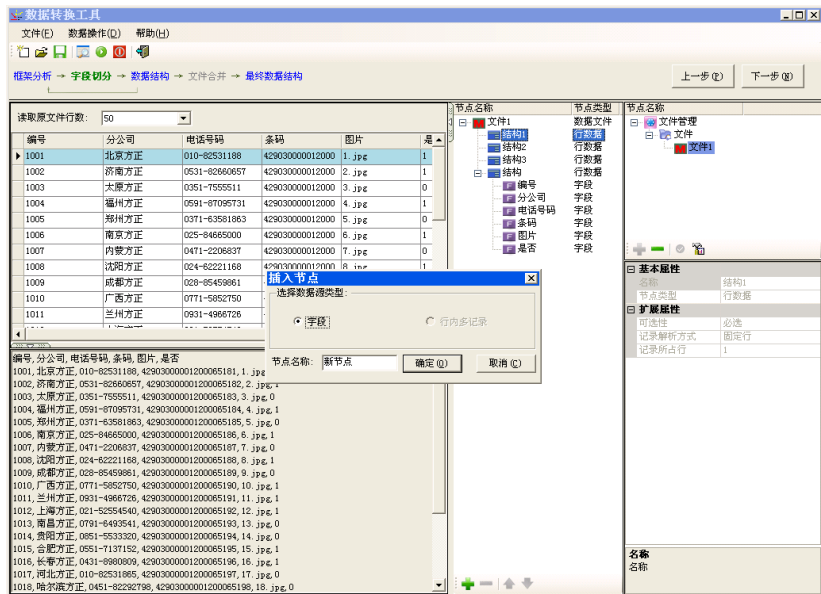 数据转换工具
文件(F) 数据操作(D) 帮助(H)
框架分析 → 字段切分 → 数据结构 → 文件合并 → 最终数据结构
上一步(P) 下一步(N)
读取原文件行数: 50
编号 分公司 电话号码 条码 图片 是
1001 北京方正 010-82531188 429030000012000 1.jpg 1
1002 济南方正 0531-82660657 429030000012000 2.jpg 1
1003 太原方正 0351-7555511 429030000012000 3.jpg 0
1004 福州方正 0591-87095731 429030000012000 4.jpg 1
1005 郑州方正 0371-63581863 429030000012000 5.jpg 0
1006 南京方正 025-84665000 429030000012000 6.jpg 1
1007 内蒙方正 0471-2206837 429030000012000 7.jpg 0
1008 沈阳方正 024-62221168 429030000012000 8.jpg 1
1009 成都方正 028-85459861
1010 广西方正 0771-5852750
1011 兰州方正 0931-4966726
编号,分公司,电话号码,条码,图片,是否
1001,北京方正,010-82531188,42903000001200065181,1.jpg
1002,济南方正,0531-82660657,42903000001200065182,2.jpg,1
1003,太原方正,0351-7555511,42903000001200065183,3.jpg,0
1004,福州方正,0591-87095731,42903000001200065184,4.jpg,1
1005,郑州方正,0371-63581863,42903000001200065185,5.jpg,0
1006,南京方正,025-84665000,42903000001200065186,6.jpg,1
1007,内蒙方正,0471-2206837,42903000001200065187,7.jpg,0
1008,沈阳方正,024-62221168,42903000001200065188,8.jpg,1
1009,成都方正,028-85459861,42903000001200065189,9.jpg,0
1010,广西方正,0771-5852750,42903000001200065190,10.jpg,1
1011,兰州方正,0931-4966726,42903000001200065191,11.jpg,1
1012,上海方正,021-52554540,42903000001200065192,12.jpg,1
1013,南昌方正,0791-6493541,42903000001200065193,13.jpg,0
1014,贵阳方正,0851-5533320,42903000001200065194,14.jpg,0
1015,合肥方正,0551-7137152,42903000001200065195,15.jpg,1
1016,长春方正,0431-8980809,42903000001200065196,16.jpg,1
1017,河北方正,010-82531865,42903000001200065197,17.jpg,0
1018,哈尔滨方正,0451-82292798,42903000001200065198,18.jpg,0
插入节点
选择数据源类型:
字段 行内多记录
节点名称: 新节点 确定(O) 取消(C)
节点名称 节点类型
文件1 数据文件
结构1 行数据
结构2 行数据
结构3 行数据
结构 行数据
编号 字段
分公司 字段
电话号码 字段
条码 字段
图片 字段
是否 字段
节点名称
文件管理
文件
文件1
基本属性
名称 结构1
节点类型 行数据
扩展属性
可选性 必选
记录解析方式 固定行
记录所占行 1
名称
名称